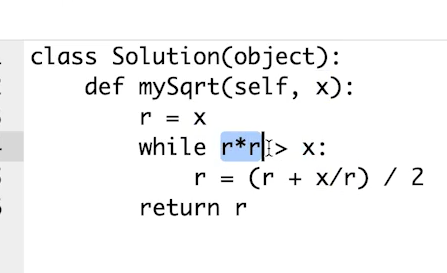 class Solution(object):
    def mySqrt(self, x):
        r = x
        while r*r > x:
            r = (r + x/r) / 2
        return r